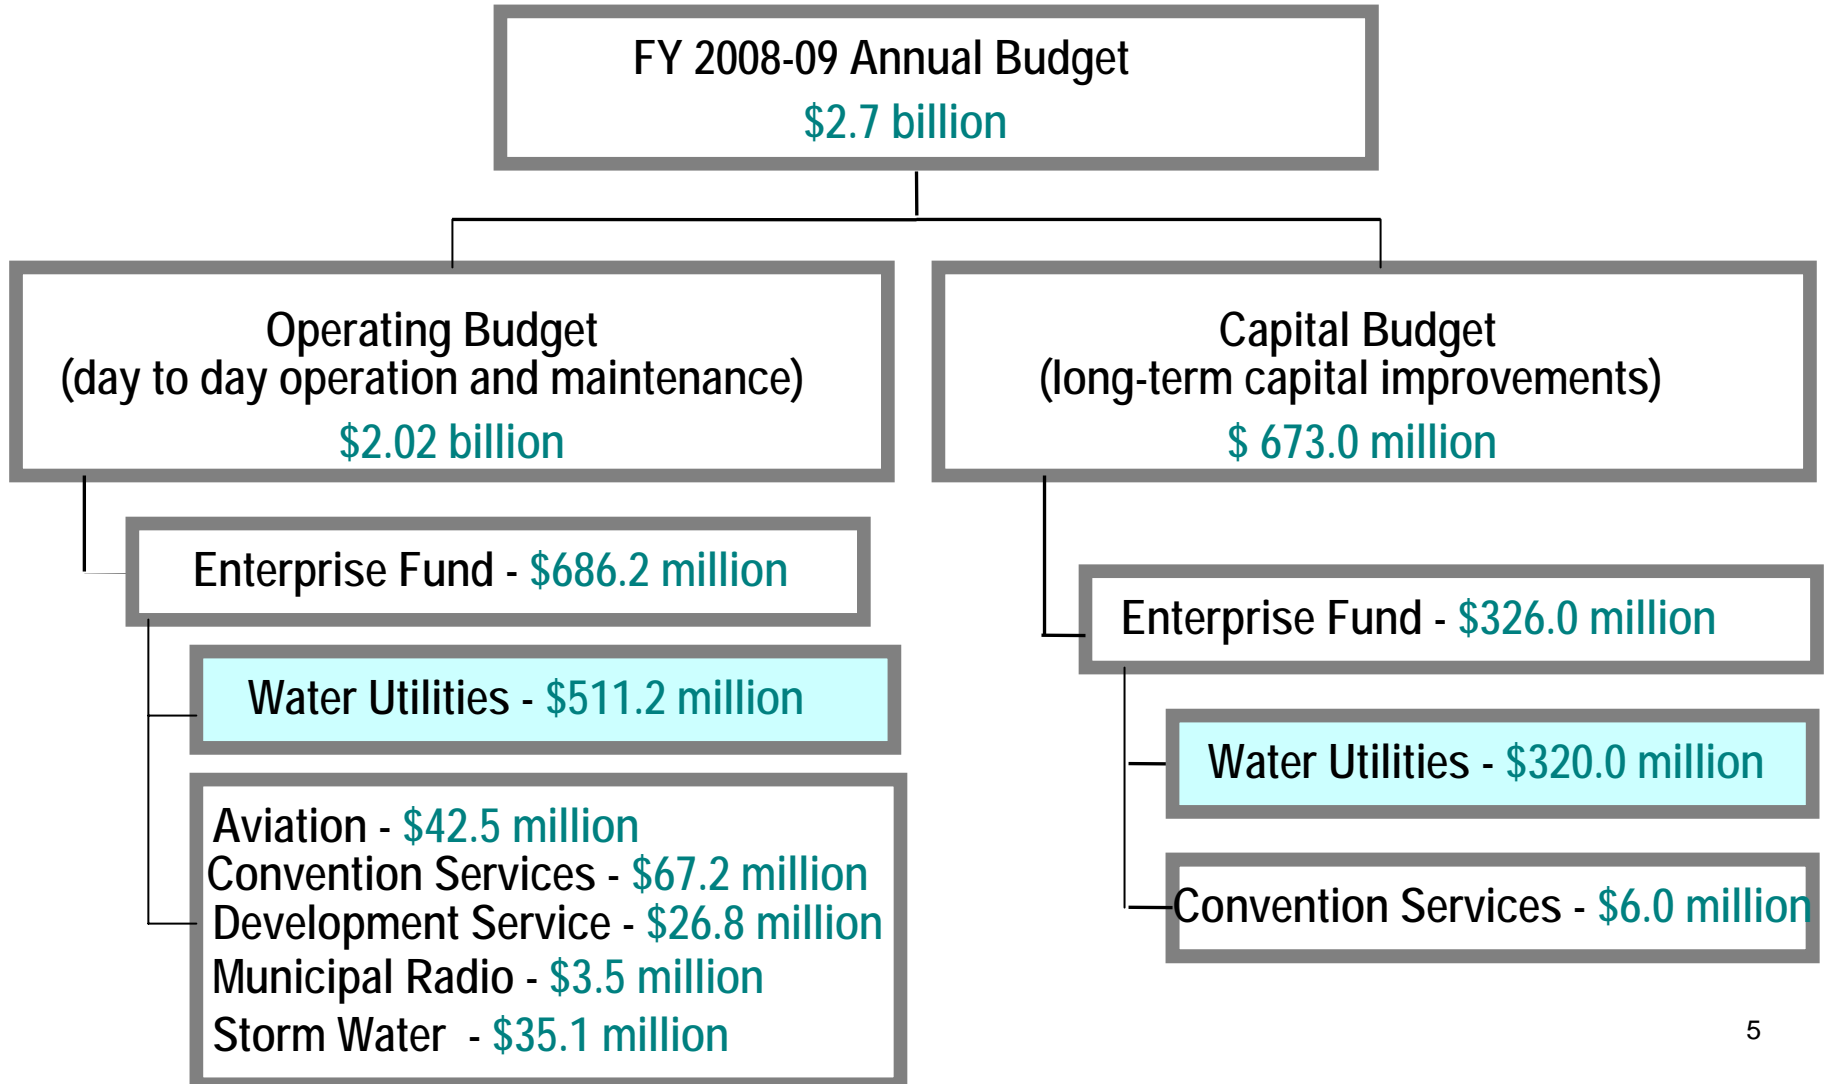 FY 2008-09 Annual Budget
$2.7 billion
Operating Budget
(day to day operation and maintenance)
$2.02 billion
Capital Budget
(long-term capital improvements)
$ 673.0 million
Enterprise Fund - $686.2 million
Water Utilities - $511.2 million
Aviation - $42.5 million
Convention Services - $67.2 million
Development Service - $26.8 million
Municipal Radio - $3.5 million
Storm Water - $35.1 million
Enterprise Fund - $326.0 million
Water Utilities - $320.0 million
Convention Services - $6.0 million
5